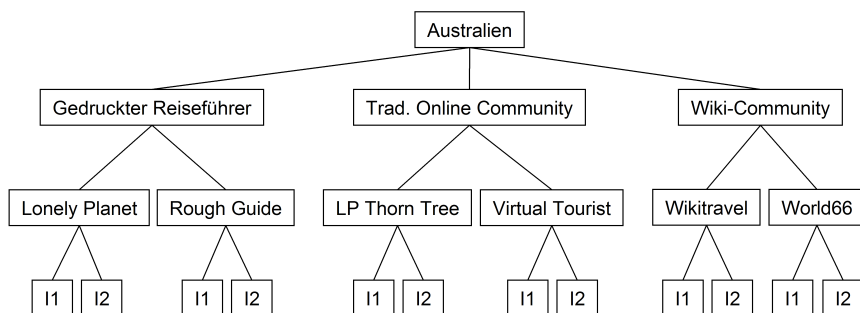 Australien
Gedruckter Reiseführer
Trad. Online Community
Wiki-Community
Lonely Planet
Rough Guide
LP Thorn Tree
Virtual Tourist
Wikitravel
World66
I1
I2
I1
I2
I1
I2
I1
I2
I1
I2
I1
I2